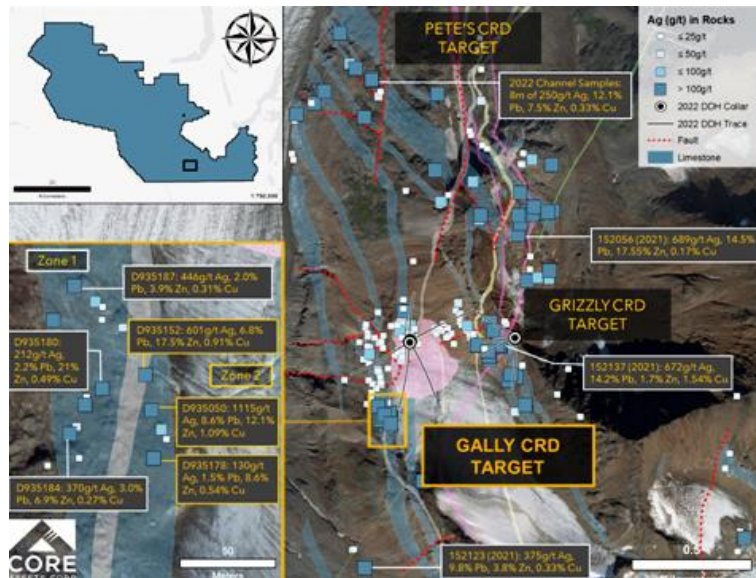 PETE'S CRD
TARGET
Ag (g/t) in Rocks
≤ 25g/t
≤ 50g/t
≤ 100g/t
> 100g/t
2022 DDH Collar
2022 DDH Trace
Fault
Limestone
2022 Channel Samples:
8m of 250g/t Ag, 12.1%
Pb, 7.5% Zn, 0.33% Cu
Kilometers
Zone 1
D935187: 446g/t Ag, 2.0%
Pb, 3.9% Zn, 0.31% Cu
D935180:
212g/t Ag,
2.2% Pb, 21%
Zn, 0.49% Cu
D935152: 601g/t Ag, 6.8%
Pb, 17.5% Zn, 0.91% Cu
Zone 2
D935050: 1115g/t
Ag, 8.6% Pb, 12.1%
Zn, 1.09% Cu
D935178: 130g/t
Ag, 1.5% Pb, 8.6%
Zn, 0.54% Cu
D935184: 370g/t Ag, 3.0%
Pb, 6.9% Zn, 0.27% Cu
152056 (2021): 689g/t Ag, 14.5%
Pb, 17.55% Zn, 0.17% Cu
GRIZZLY CRD
TARGET
152137 (2021): 672g/t Ag,
14.2% Pb, 1.7% Zn, 1.54% Cu
GALLY CRD
TARGET
152123 (2021): 375g/t Ag,
9.8% Pb, 3.8% Zn, 0.33% Cu
CORE
ASSETS CORP
50
Meters
0.5